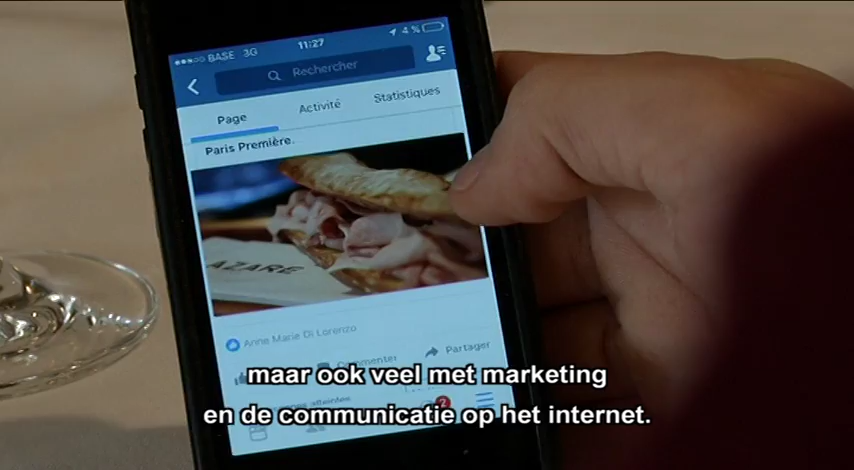 BASE 3G 11:27 4 %
Rechercher
Page Activité Statistiques
Paris Première.
AZARE
Anne Marie Di Lorenzo
Commenter Partager
maar ook veel met marketing
en de communicatie op het internet.
2